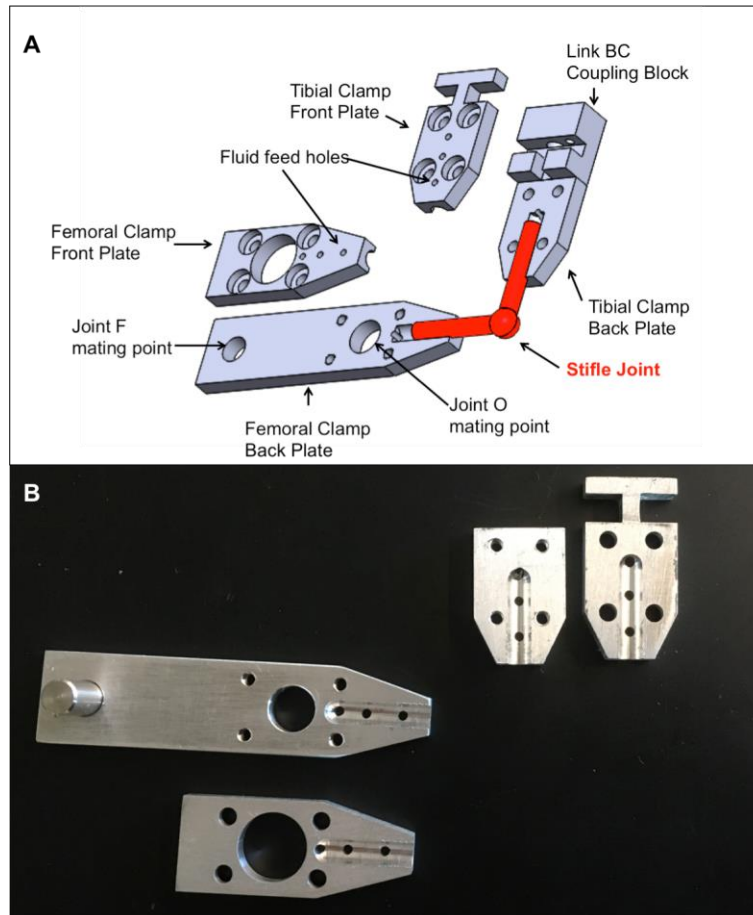 A
Link BC
Coupling Block
Tibial Clamp
Front Plate
Fluid feed holes
Femoral Clamp
Front Plate
Joint F
mating point
Tibial Clamp
Back Plate
Stifle Joint
Joint O
mating point
Femoral Clamp
Back Plate
B